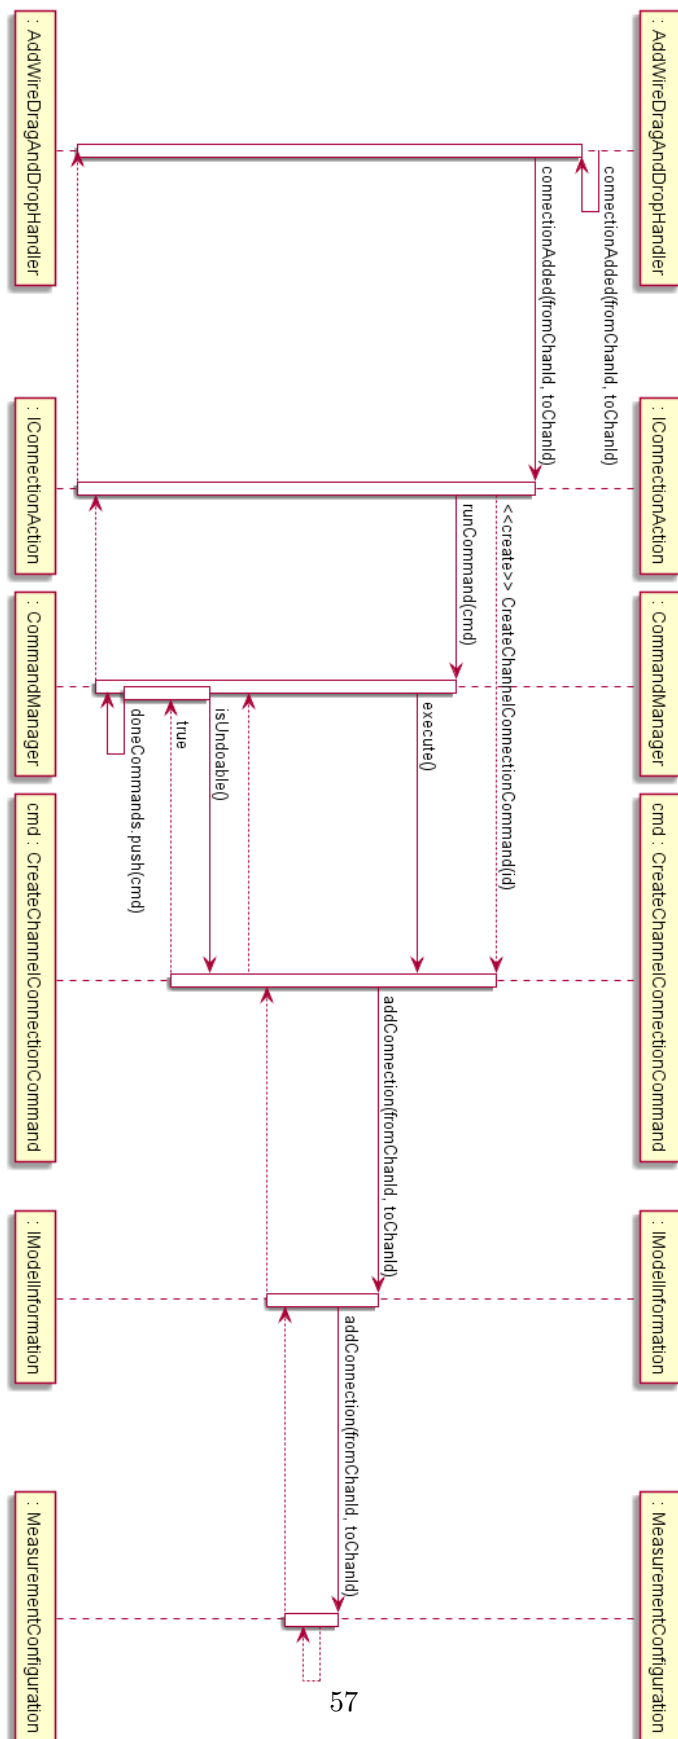 : AddWireDragAndDropHandler
: IConnectionAction
: CommandManager
cmd : CreateChannelConnectionCommand
: IModelInformation
: MeasurementConfiguration
connectionAdded(fromChanId, toChanId)
connectionAdded(fromChanId, toChanId)
<<create>> CreateChannelConnectionCommand(id)
runCommand(cmd)
execute()
addConnection(fromChanId, toChanId)
addConnection(fromChanId, toChanId)
isUndoable()
true
doneCommands.push(cmd)
: AddWireDragAndDropHandler
: IConnectionAction
: CommandManager
cmd : CreateChannelConnectionCommand
: IModelInformation
: MeasurementConfiguration
57